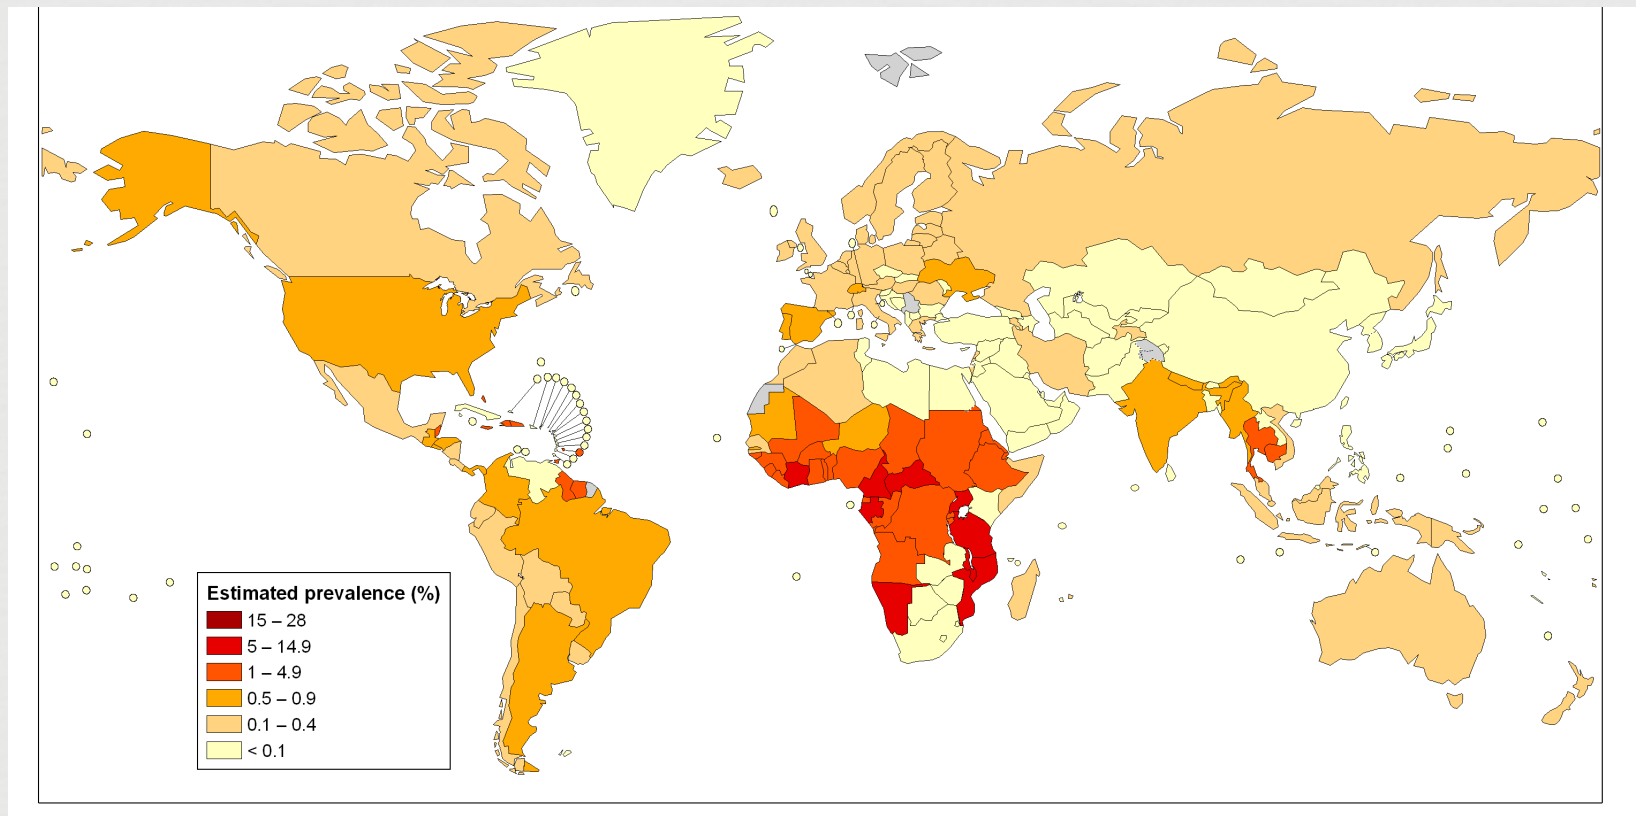 Estimated prevalence (%)
15 – 28
5 – 14.9
1 – 4.9
0.5 – 0.9
0.1 – 0.4
< 0.1